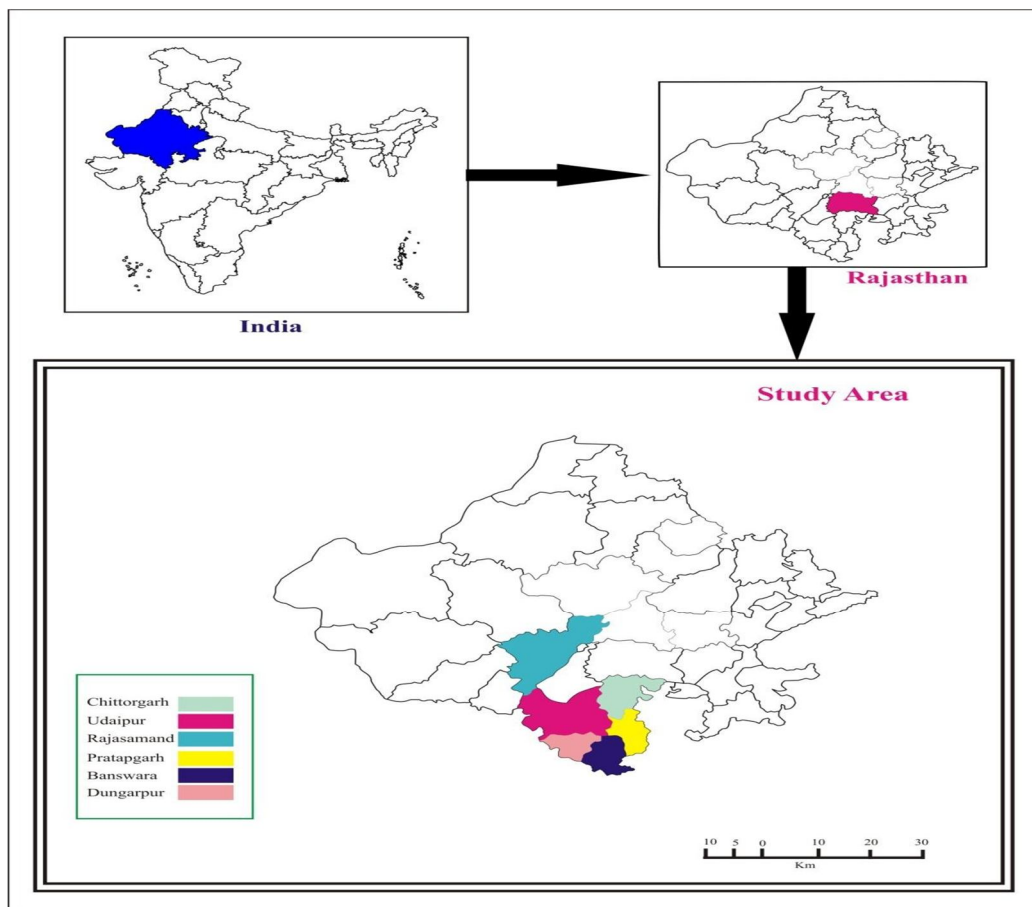 India
Rajasthan
Study Area
Chittorgarh
Udaipur
Rajasamand
Pratapgarh
Banswara
Dungarpur
10 5 0 10 20 30
Km